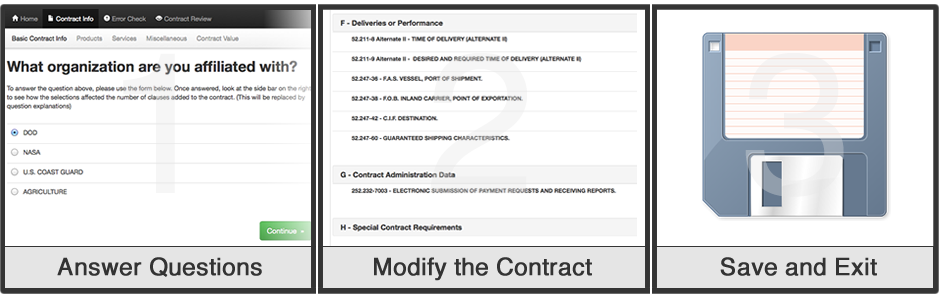 Home Contract Info Error Check Contract Review
Basic Contract Info Products Services Miscellaneous Contract Value
What organization are you affiliated with?
To answer the question above, please use the form below. Once answered, look at the side bar on the right
to see how the selections affected the number of clauses added to the contract. (This will be replaced by
question explanations)
DOD
NASA
U.S. COAST GUARD
AGRICULTURE
Continue
1
Answer Questions
F - Deliveries or Performance
52.211-8 Alternate II - TIME OF DELIVERY (ALTERNATE II)
52.211-9 Alternate II - DESIRED AND REQUIRED TIME OF DELIVERY (ALTERNATE II)
52.247-36 - F.A.S. VESSEL, PORT OF SHIPMENT.
52.247-38 - F.O.B. INLAND CARRIER, POINT OF EXPORTATION.
52.247-42 - C.I.F. DESTINATION.
52.247-60 - GUARANTEED SHIPPING CHARACTERISTICS.
G - Contract Administration Data
252.232-7003 - ELECTRONIC SUBMISSION OF PAYMENT REQUESTS AND RECEIVING REPORTS.
H - Special Contract Requirements
2
Modify the Contract
3
Save and Exit